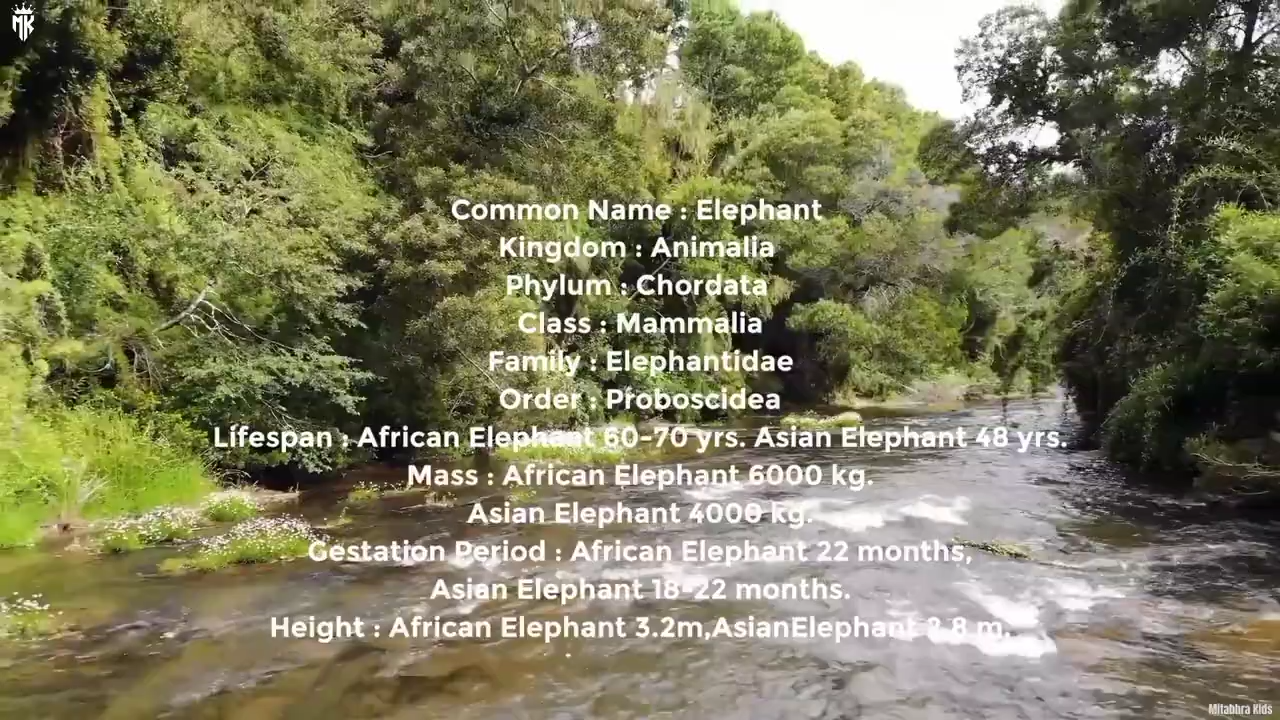 MK
Common Name : Elephant
Kingdom : Animalia
Phylum : Chordata
Class : Mammalia
Family : Elephantidae
Order : Proboscidea
Lifespan : African Elephant 60-70 yrs. Asian Elephant 48 yrs.
Mass : African Elephant 6000 kg.
Asian Elephant 4000 kg.
Gestation Period : African Elephant 22 months,
Asian Elephant 18-22 months.
Height : African Elephant 3.2m,AsianElephant 2.8 m.
Mitabhra Kids